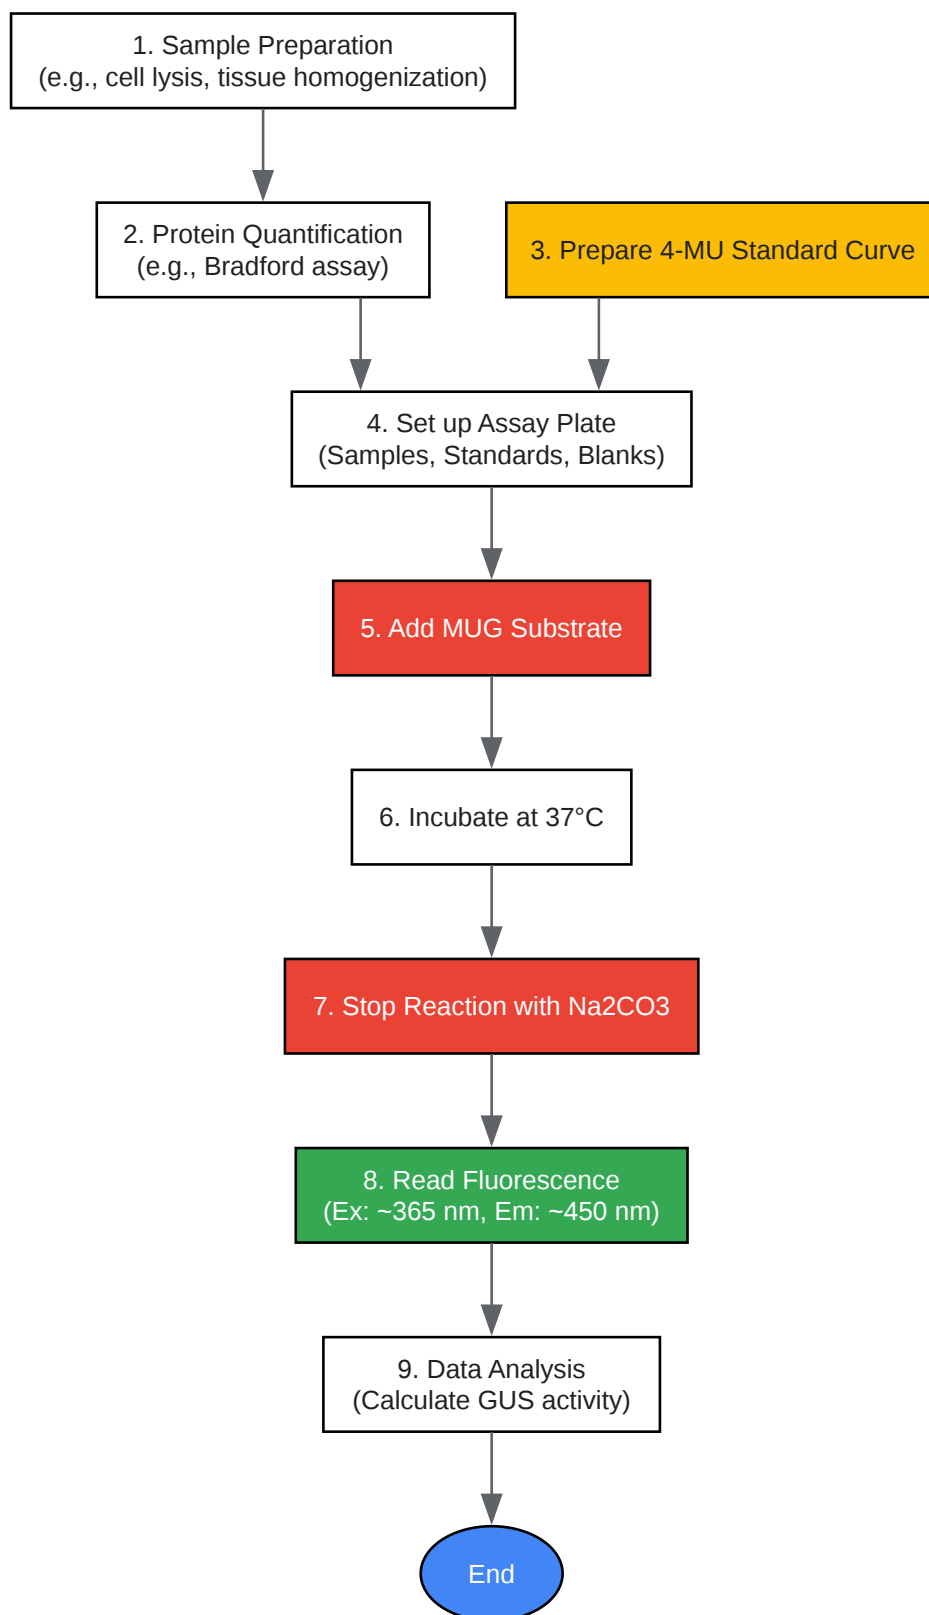 1. Sample Preparation
(e.g., cell lysis, tissue homogenization)
2. Protein Quantification
(e.g., Bradford assay)
3. Prepare 4-MU Standard Curve
4. Set up Assay Plate
(Samples, Standards, Blanks)
5. Add MUG Substrate
6. Incubate at 37°C
7. Stop Reaction with Na2CO3
8. Read Fluorescence
(Ex: ~365 nm, Em: ~450 nm)
9. Data Analysis
(Calculate GUS activity)
End